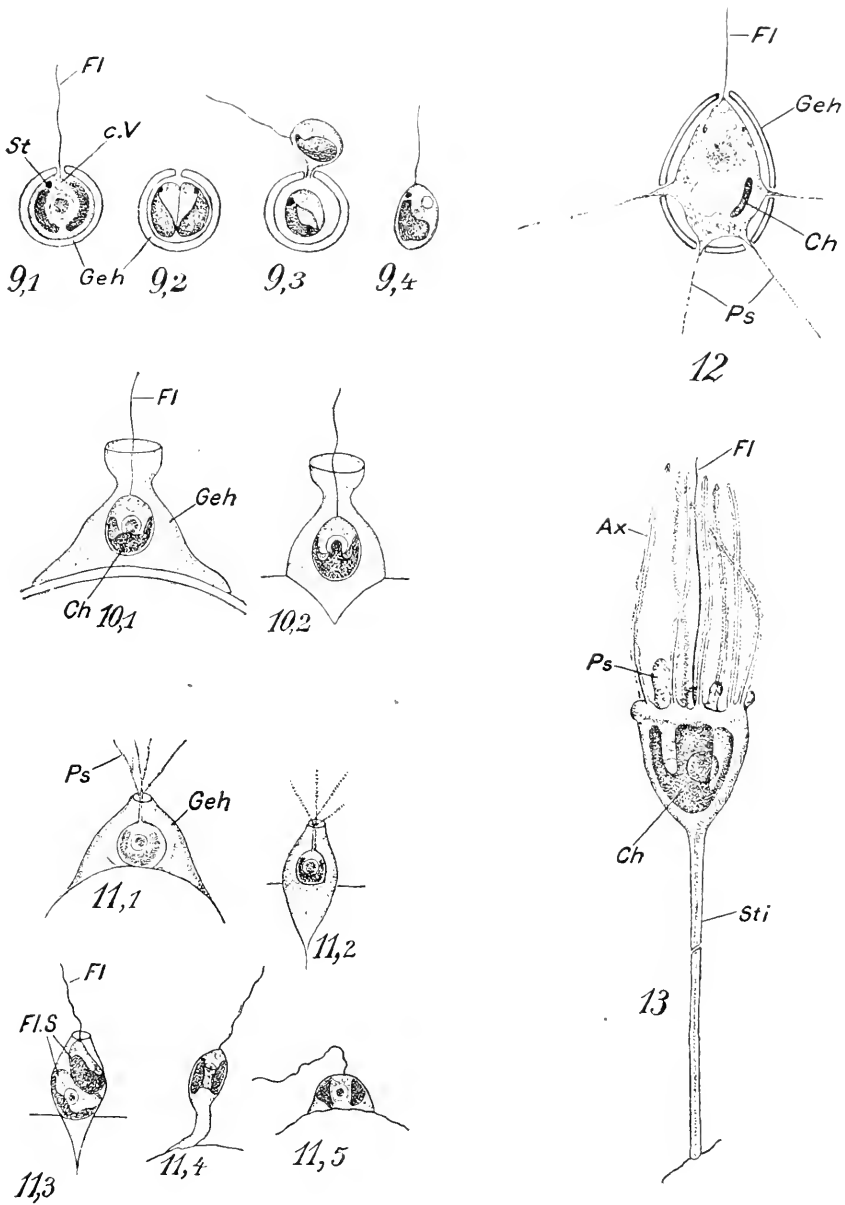 Fl
St
c.V
Geh
9,1
9,2
9,3
9,4
Fl
Geh
Ch
Ps
12
Fl
Geh
Ch
10,1
10,2
Ps
Geh
11,1
11,2
Fl
Fl.S
11,3
11,4
11,5
Fl
Ax
Ps
Ch
Sti
13